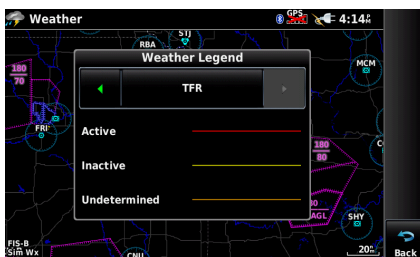 Weather
GPS
4:14P
RBA
STJ
Weather Legend
MCM
180
70
TFR
FRI
Active
180
80
Inactive
Undetermined
AGL
SHY
FIS-B
Sim Wx
CNU
20
Back